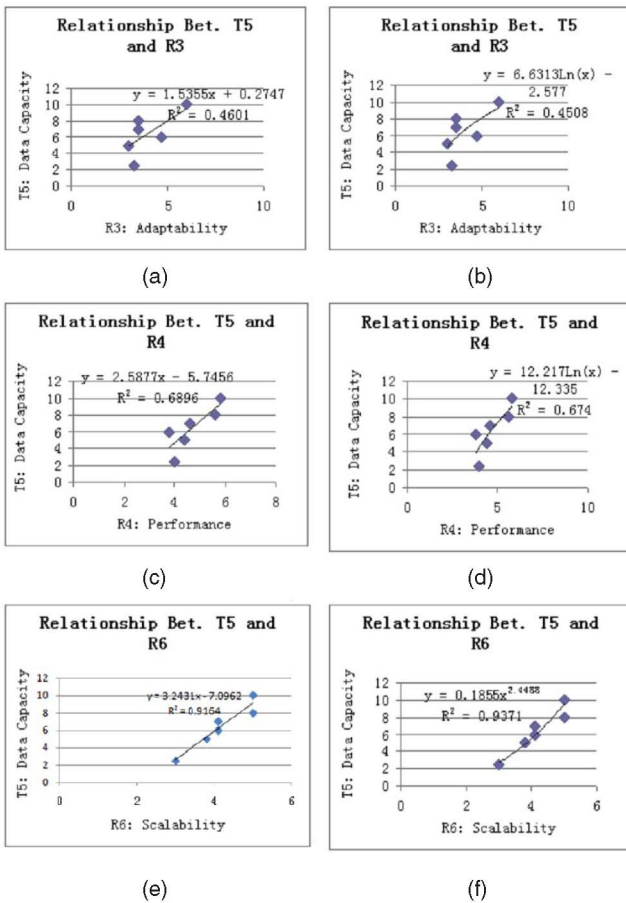 Relationship Bet. T5
and R3
T5: Data Capacity
12
10
8
6
4
2
0
y = 1.5355x + 0.2747
R² = 0.4601
0
5
10
R3: Adaptability
(a)
Relationship Bet. T5
and R3
T5: Data Capacity
12
10
8
6
4
2
0
y = 6.6313Ln(x) -
2.577
R² = 0.4508
0
5
10
R3: Adaptability
(b)
Relationship Bet. T5 and
R4
T5: Data Capacity
12
10
8
6
4
2
0
y = 2.5877x - 5.7456
R² = 0.6896
0
2
4
6
8
R4: Performance
(c)
Relationship Bet. T5 and
R4
T5: Data Capacity
12
10
8
6
4
2
0
y = 12.217Ln(x) -
12.335
R² = 0.674
0
5
10
R4: Performance
(d)
Relationship Bet. T5 and
R6
T5: Data Capacity
12
10
8
6
4
2
0
y = 3.2431x - 7.0962
R² = 0.9164
0
2
4
6
R6: Scalability
(e)
Relationship Bet. T5 and
R6
T5: Data Capacity
12
10
8
6
4
2
0
y = 0.1855x^2.4488
R² = 0.9371
0
2
4
6
R6: Scalability
(f)